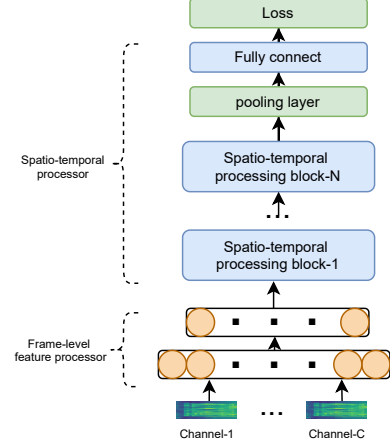 Loss
Fully connect
pooling layer
Spatio-temporal
processor
Spatio-temporal
processing block-N
...
Spatio-temporal
processing block-1
Frame-level
feature processor
...
Channel-1
Channel-C